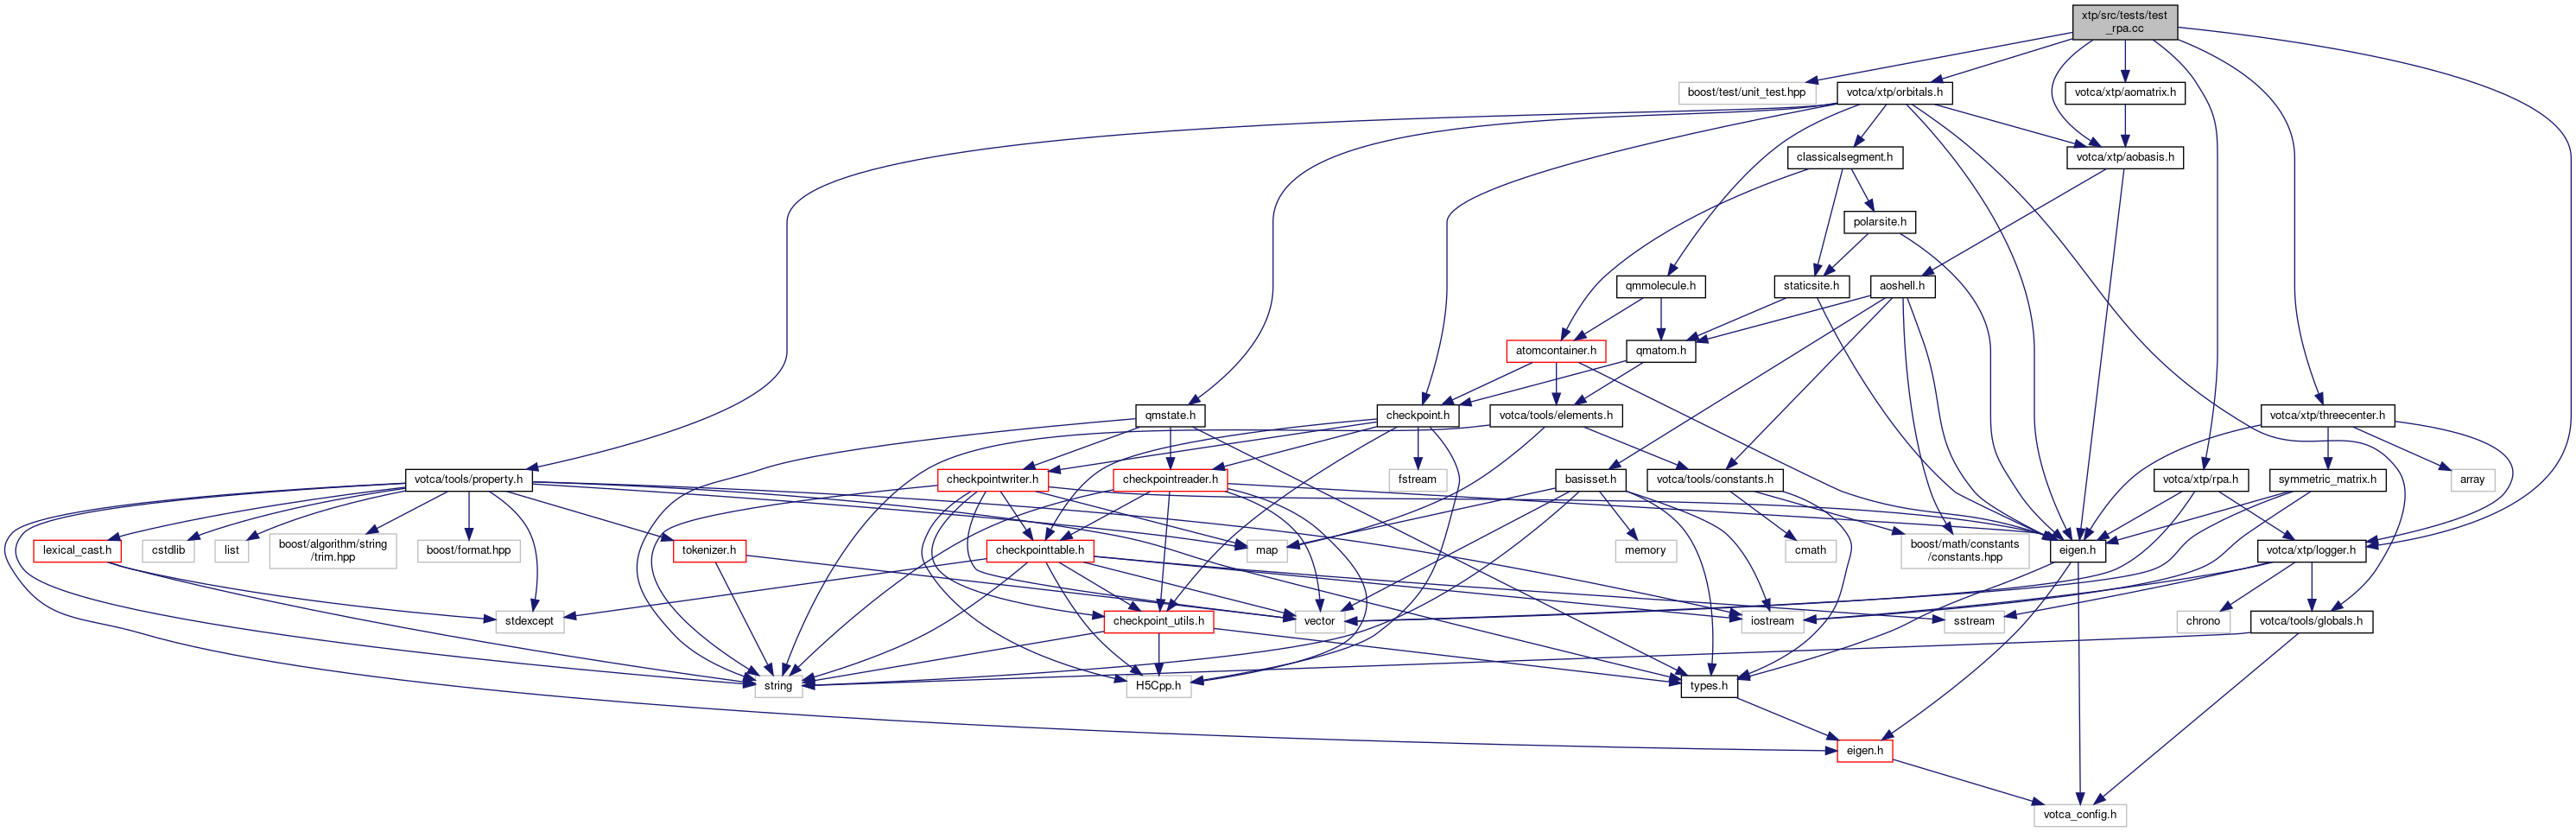 xtp/src/tests/test
_rpa.cc
boost/test/unit_test.hpp
votca/xtp/orbitals.h
votca/xtp/aomatrix.h
classicalsegment.h
votca/xtp/aobasis.h
polarsite.h
qmmolecule.h
staticsite.h
aoshell.h
atomcontainer.h
qmatom.h
qmstate.h
checkpoint.h
votca/tools/elements.h
votca/xtp/threecenter.h
votca/tools/property.h
checkpointwriter.h
checkpointreader.h
fstream
basisset.h
votca/tools/constants.h
votca/xtp/rpa.h
symmetric_matrix.h
array
lexical_cast.h
cstdlib
list
boost/algorithm/string
/trim.hpp
boost/format.hpp
tokenizer.h
checkpointtable.h
map
memory
cmath
boost/math/constants
/constants.hpp
eigen.h
votca/xtp/logger.h
stdexcept
checkpoint_utils.h
vector
iostream
sstream
chrono
votca/tools/globals.h
string
H5Cpp.h
types.h
eigen.h
votca_config.h